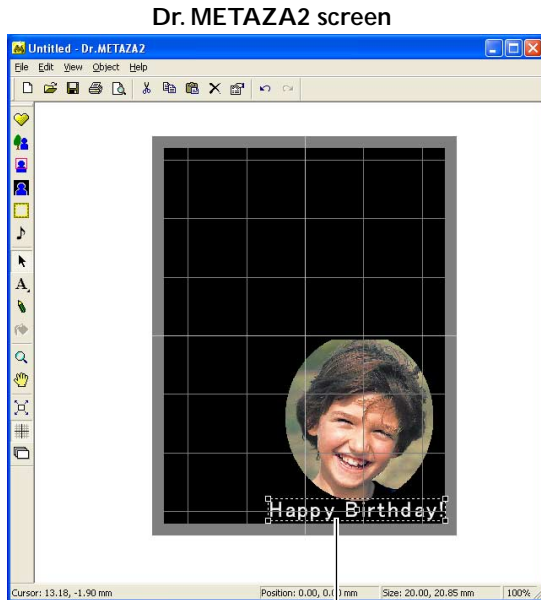 Dr. METAZA2 screen
Untitled - Dr.METAZA2
File Edit View Object Help
A
Happy Birthday!
Cursor: 13.18, -1.90 mm Position: 0.00, 0.00 mm Size: 20.00, 20.85 mm 100%